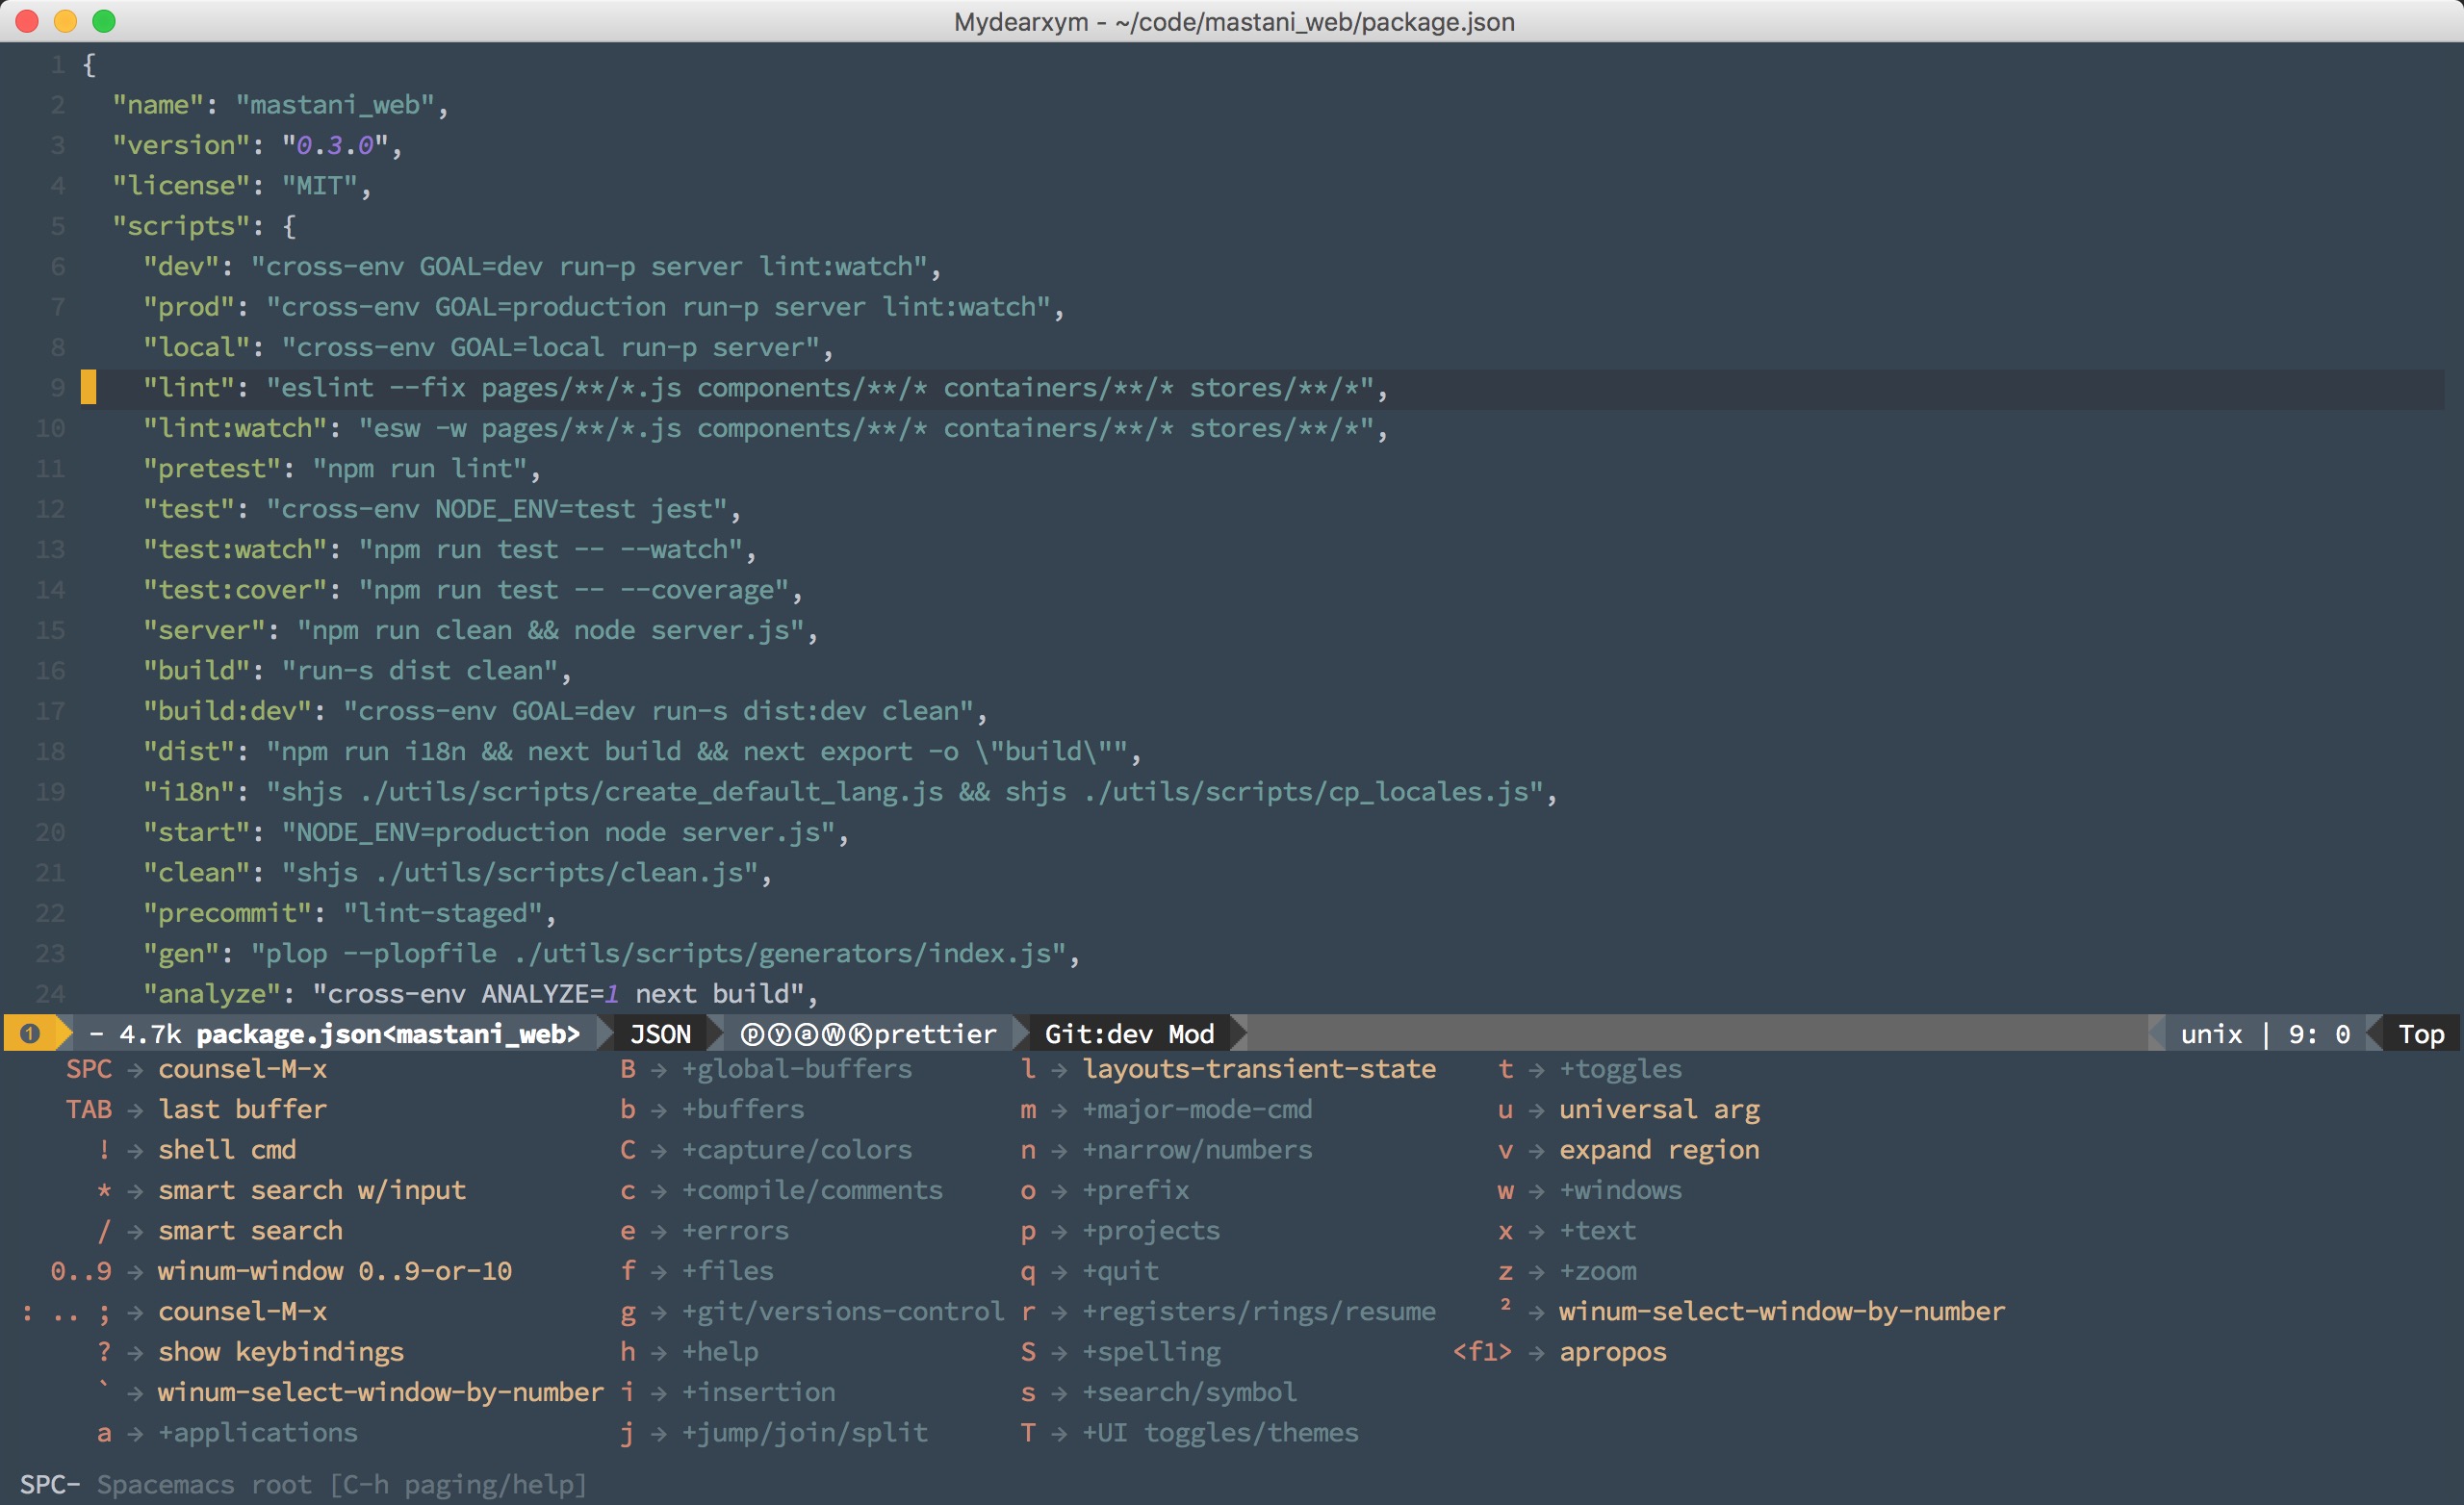 Mydearxym - ~/code/mastani_web/package.json
1 {
2   "name": "mastani_web",
3   "version": "0.3.0",
4   "license": "MIT",
5   "scripts": {
6     "dev": "cross-env GOAL=dev run-p server lint:watch",
7     "prod": "cross-env GOAL=production run-p server lint:watch",
8     "local": "cross-env GOAL=local run-p server",
9     "lint": "eslint --fix pages/**/*.js components/**/* containers/**/* stores/**/*",
10     "lint:watch": "esw -w pages/**/*.js components/**/* containers/**/* stores/**/*",
11     "pretest": "npm run lint",
12     "test": "cross-env NODE_ENV=test jest",
13     "test:watch": "npm run test -- --watch",
14     "test:cover": "npm run test -- --coverage",
15     "server": "npm run clean && node server.js",
16     "build": "run-s dist clean",
17     "build:dev": "cross-env GOAL=dev run-s dist:dev clean",
18     "dist": "npm run i18n && next build && next export -o \"build\"",
19     "i18n": "shjs ./utils/scripts/create_default_lang.js && shjs ./utils/scripts/cp_locales.js",
20     "start": "NODE_ENV=production node server.js",
21     "clean": "shjs ./utils/scripts/clean.js",
22     "precommit": "lint-staged",
23     "gen": "plop --plopfile ./utils/scripts/generators/index.js",
24     "analyze": "cross-env ANALYZE=1 next build",
❶ - 4.7k package.json<mastani_web> JSON ⓟⓨⓐⓌⓀprettier Git:dev Mod unix | 9: 0 Top
SPC → counsel-M-x B → +global-buffers l → layouts-transient-state t → +toggles
TAB → last buffer b → +buffers m → +major-mode-cmd u → universal arg
! → shell cmd C → +capture/colors n → +narrow/numbers v → expand region
* → smart search w/input c → +compile/comments o → +prefix w → +windows
/ → smart search e → +errors p → +projects x → +text
0..9 → winum-window 0..9-or-10 f → +files q → +quit z → +zoom
: .. ; → counsel-M-x g → +git/versions-control r → +registers/rings/resume ² → winum-select-window-by-number
? → show keybindings h → +help S → +spelling <f1> → apropos
` → winum-select-window-by-number i → +insertion s → +search/symbol
a → +applications j → +jump/join/split T → +UI toggles/themes
SPC- Spacemacs root [C-h paging/help]